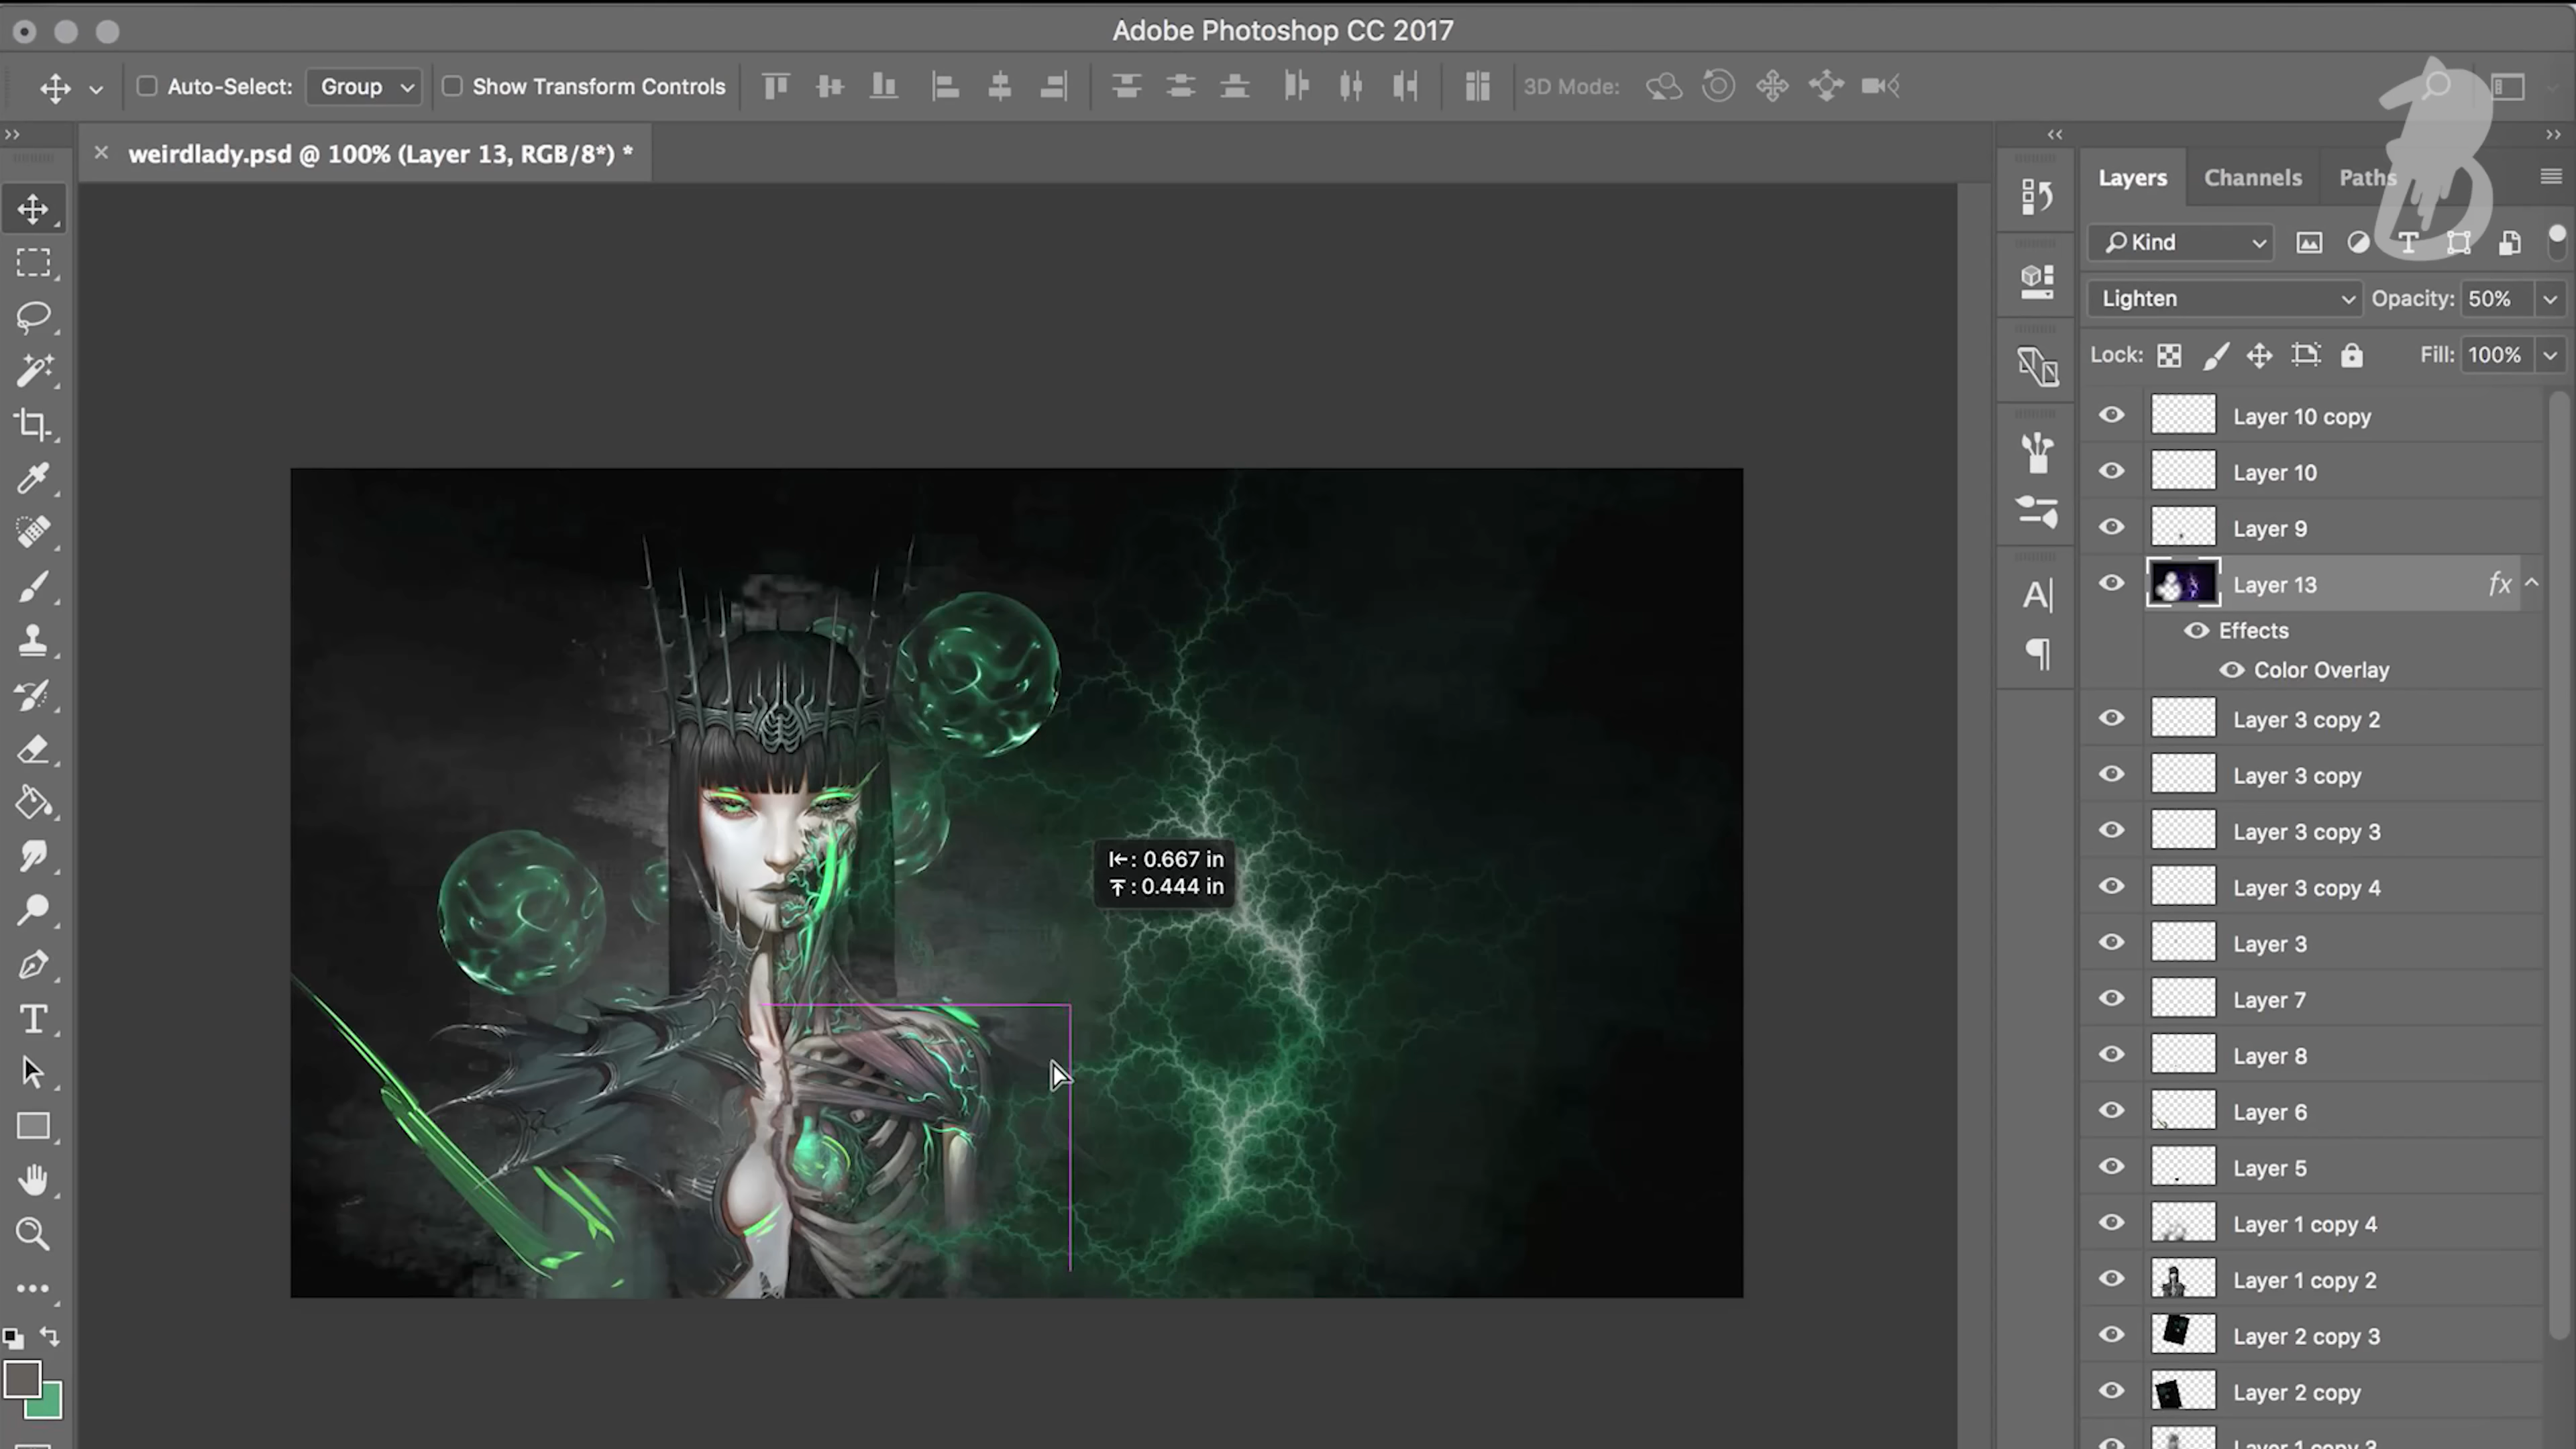 Adobe Photoshop CC 2017
Auto-Select: Group Show Transform Controls 3D Mode:
weirdlady.psd @ 100% (Layer 13, RGB/8*) *
Layers Channels Paths
Kind
Lighten Opacity: 50%
Lock: Fill: 100%
Layer 10 copy
Layer 10
Layer 9
Layer 13 fx
Effects
Color Overlay
Layer 3 copy 2
Layer 3 copy
Layer 3 copy 3
Layer 3 copy 4
Layer 3
Layer 7
Layer 8
Layer 6
Layer 5
Layer 1 copy 4
Layer 1 copy 2
Layer 2 copy 3
Layer 2 copy
Layer 1 copy 3
: 0.667 in
: 0.444 in